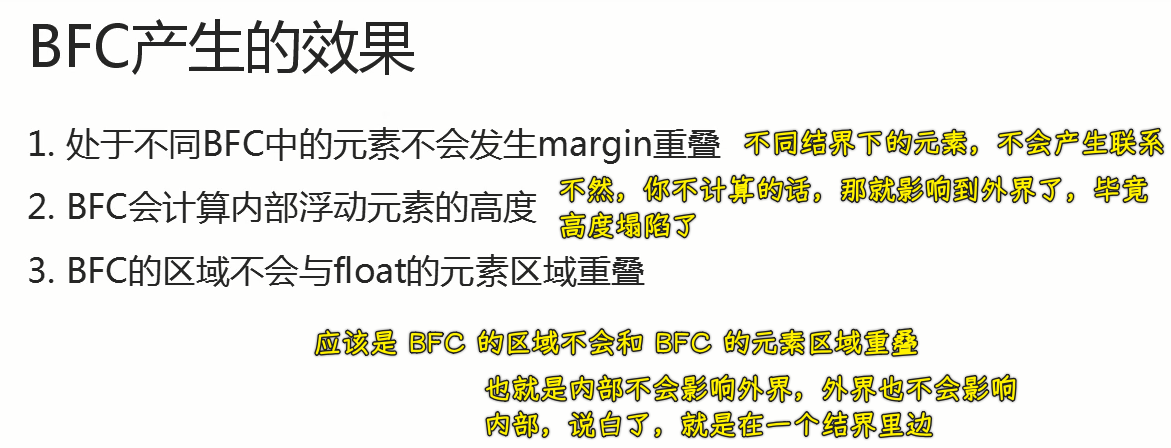 BFC产生的效果
1. 处于不同BFC中的元素不会发生margin重叠 不同结界下的元素，不会产生联系
2. BFC会计算内部浮动元素的高度 不然，你不计算的话，那就影响到外界了，毕竟
高度塌陷了
3. BFC的区域不会与float的元素区域重叠
应该是 BFC 的区域不会和 BFC 的元素区域重叠
也就是内部不会影响外界，外界也不会影响
内部，说白了，就是在一个结界里边